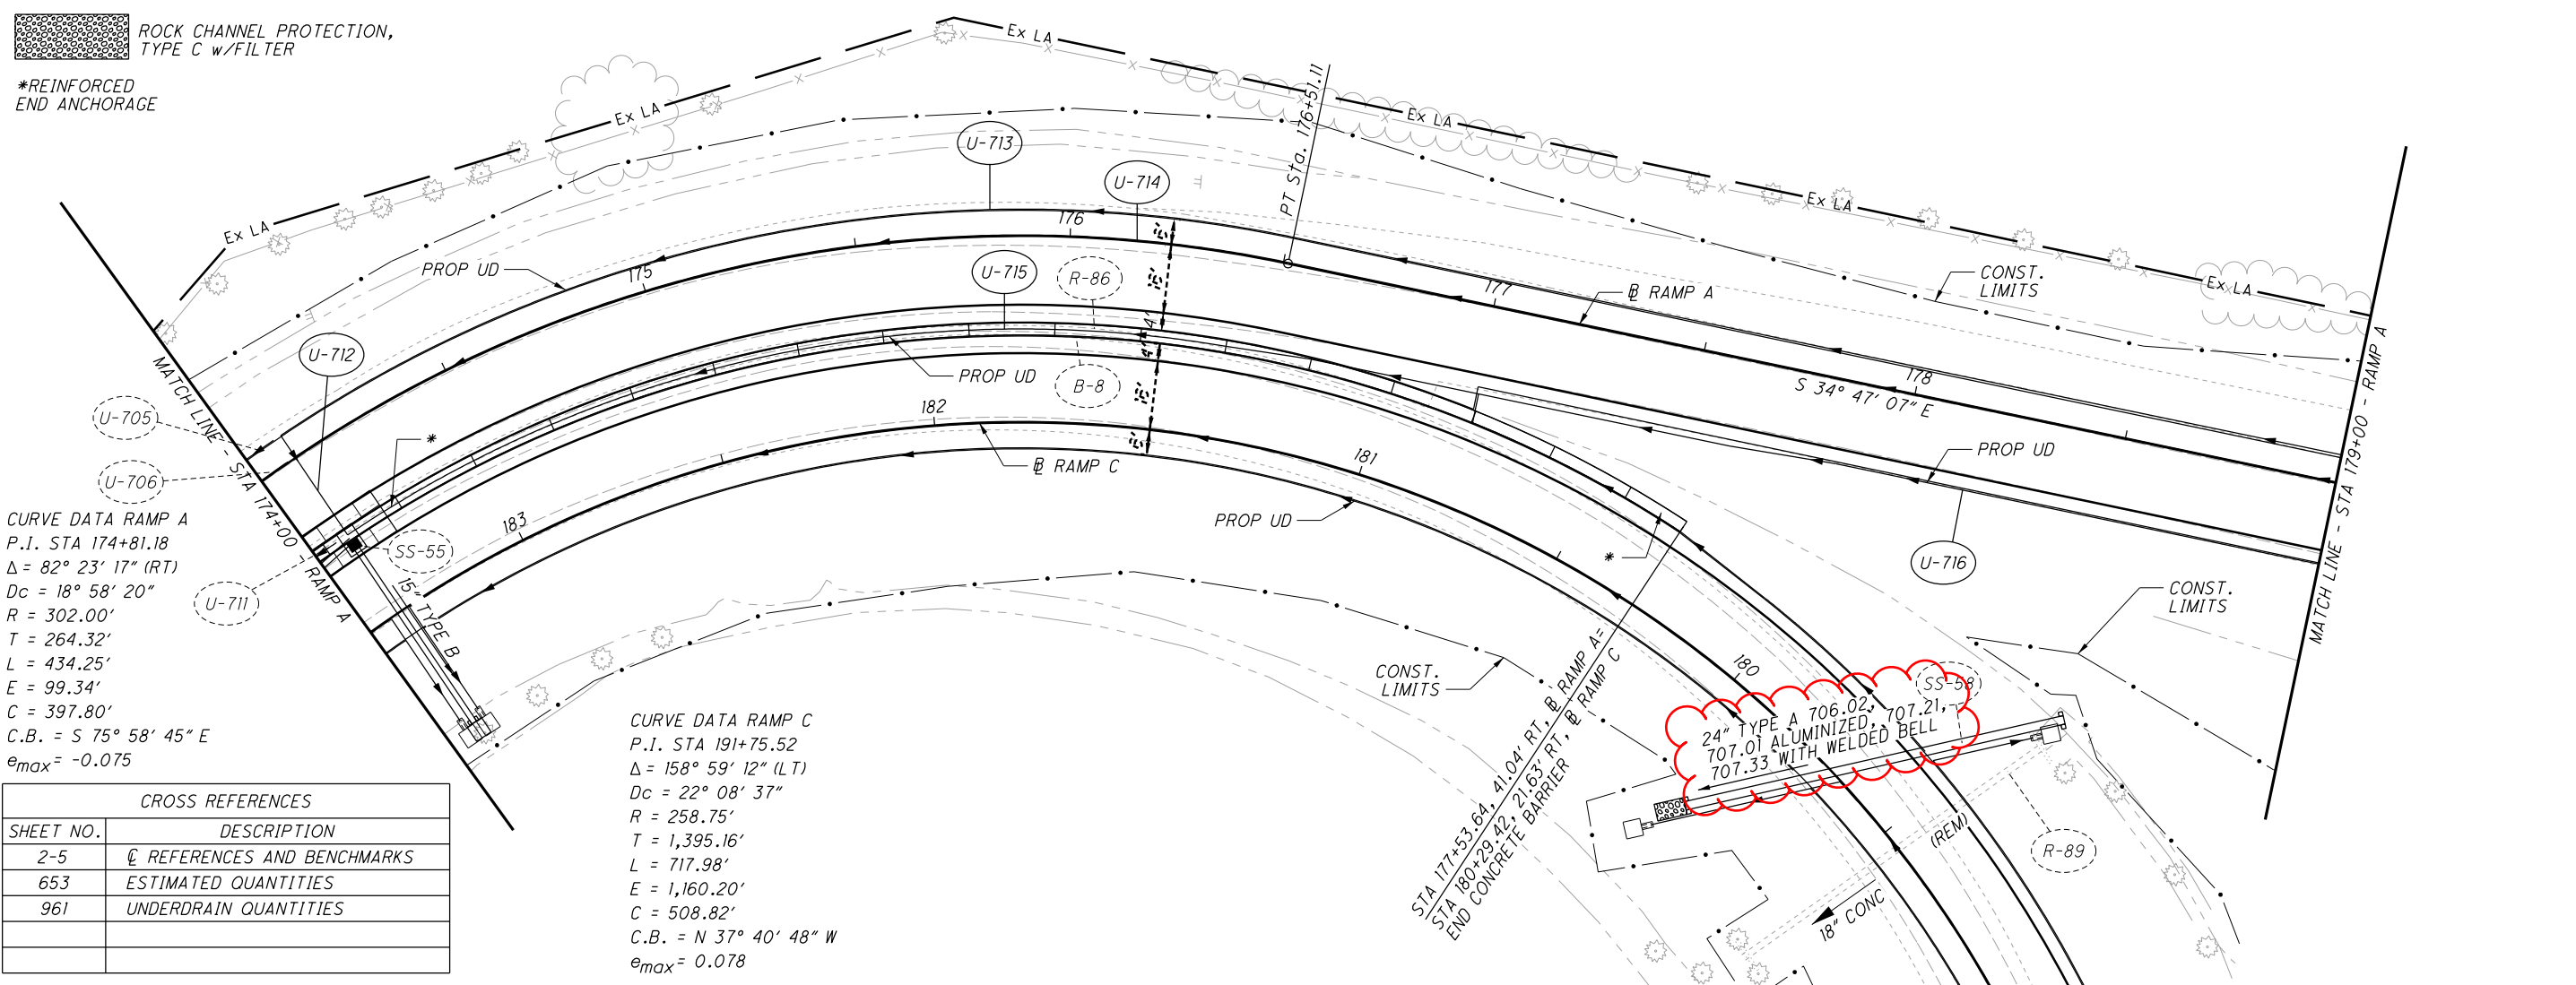 ROCK CHANNEL PROTECTION,
TYPE C w/FILTER
*REINFORCED
END ANCHORAGE
Ex LA
Ex LA
Ex LA
Ex LA
Ex LA
Ex LA
PT Sta. 176+51.11
U-713
U-714
U-715
R-86
B-8
U-712
U-705
U-706
U-711
SS-55
U-716
SS-58
R-89
PROP UD
PROP UD
PROP UD
PROP UD
175
176
177
178
183
182
181
180
6'
16'
4'
4'
16'
6'
℄ RAMP A
℄ RAMP C
S 34° 47' 07" E
CONST.
LIMITS
CONST.
LIMITS
CONST.
LIMITS
*
*
MATCH LINE - STA 174+00 - RAMP A
MATCH LINE - STA 179+00 - RAMP A
15" TYPE B
24" TYPE A 706.02,
707.01 ALUMINIZED, 707.21,
707.33 WITH WELDED BELL
(REM)
18" CONC
STA 177+53.64, 41.04' RT, ℄ RAMP A=
STA 180+29.42, 21.63' RT, ℄ RAMP C
END CONCRETE BARRIER
CURVE DATA RAMP A
P.I. STA 174+81.18
Δ = 82° 23' 17" (RT)
Dc = 18° 58' 20"
R = 302.00'
T = 264.32'
L = 434.25'
E = 99.34'
C = 397.80'
C.B. = S 75° 58' 45" E
emax = -0.075
CURVE DATA RAMP C
P.I. STA 191+75.52
Δ = 158° 59' 12" (LT)
Dc = 22° 08' 37"
R = 258.75'
T = 1,395.16'
L = 717.98'
E = 1,160.20'
C = 508.82'
C.B. = N 37° 40' 48" W
emax = 0.078
CROSS REFERENCES
SHEET NO. DESCRIPTION
2-5 ℄ REFERENCES AND BENCHMARKS
653 ESTIMATED QUANTITIES
961 UNDERDRAIN QUANTITIES